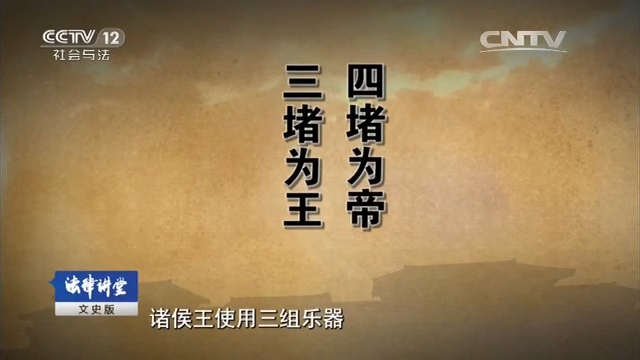 CCTV 12
社会与法
CNTV
四堵为帝
三堵为王
法律讲堂
文史版
诸侯王使用三组乐器